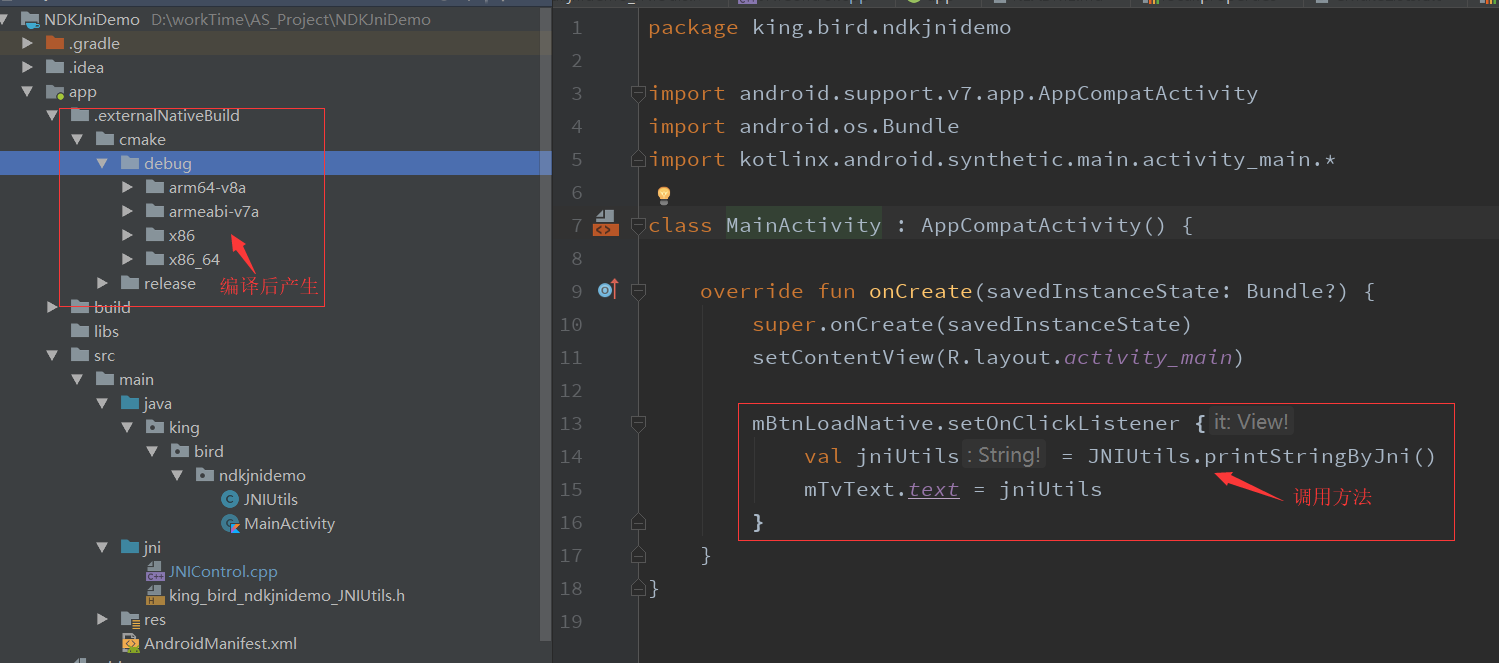 NDKJniDemo D:\workTime\AS_Project\NDKJniDemo
.gradle
.idea
app
.externalNativeBuild
cmake
debug
arm64-v8a
armeabi-v7a
x86
x86_64
release
编译后产生
build
libs
src
main
java
king
bird
ndkjnidemo
JNIUtils
MainActivity
jni
JNIControl.cpp
king_bird_ndkjnidemo_JNIUtils.h
res
AndroidManifest.xml
1 package king.bird.ndkjnidemo
2
3 import android.support.v7.app.AppCompatActivity
4 import android.os.Bundle
5 import kotlinx.android.synthetic.main.activity_main.*
6
7 class MainActivity : AppCompatActivity() {
8
9 override fun onCreate(savedInstanceState: Bundle?) {
10 super.onCreate(savedInstanceState)
11 setContentView(R.layout.activity_main)
12
13 mBtnLoadNative.setOnClickListener { it: View!
14 val jniUtils : String! = JNIUtils.printStringByJni()
15 mTvText.text = jniUtils
调用方法
16 }
17 }
18 }
19